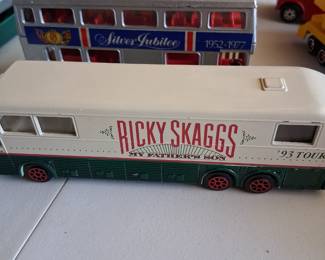 Silver Jubilee 1952-1977
RICKY SKAGGS
MY FATHER'S SON
'93 TOUR